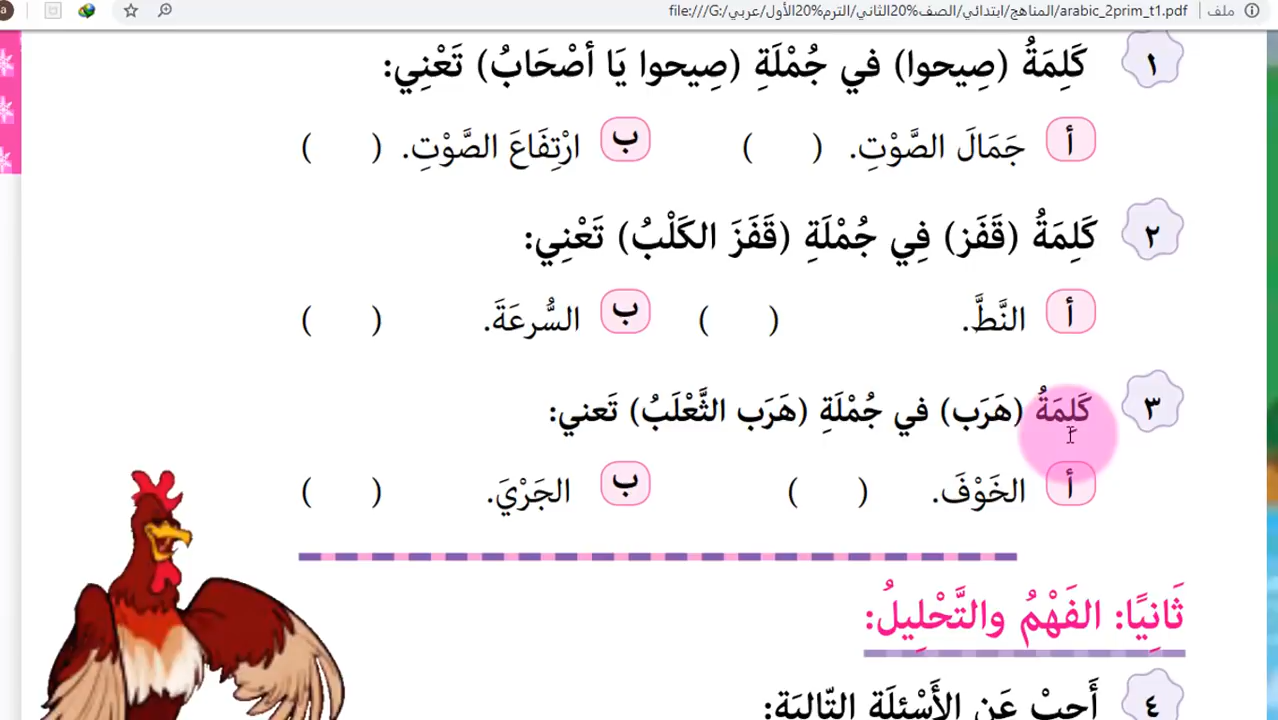 file:///G:/المناهج/ابتدائي/الصف%20الثاني/الترم%20الأول/عربي/arabic_2prim_t1.pdf ملف
١ كَلِمَةُ (صِيحوا) في جُمْلَةِ (صِيحوا يَا أصْحَابُ) تَعْنِي:
أ جَمَالَ الصَّوْتِ. ( ) ب ارْتِفَاعَ الصَّوْتِ. ( )
٢ كَلِمَةُ (قَفَز) فِي جُمْلَةِ (قَفَزَ الكَلْبُ) تَعْنِي:
أ النَّطَّ. ( ) ب السُّرعَةَ. ( )
٣ كَلِمَةُ (هَرَب) في جُمْلَةِ (هَرَب الثَّعْلَبُ) تَعني:
أ الخَوْفَ. ( ) ب الجَرْيَ. ( )
ثَانِيًا: الفَهْمُ والتَّحْلِيلُ:
٤ أَجِبْ عَنِ الأَسْئِلَةِ التّالِيَةِ: